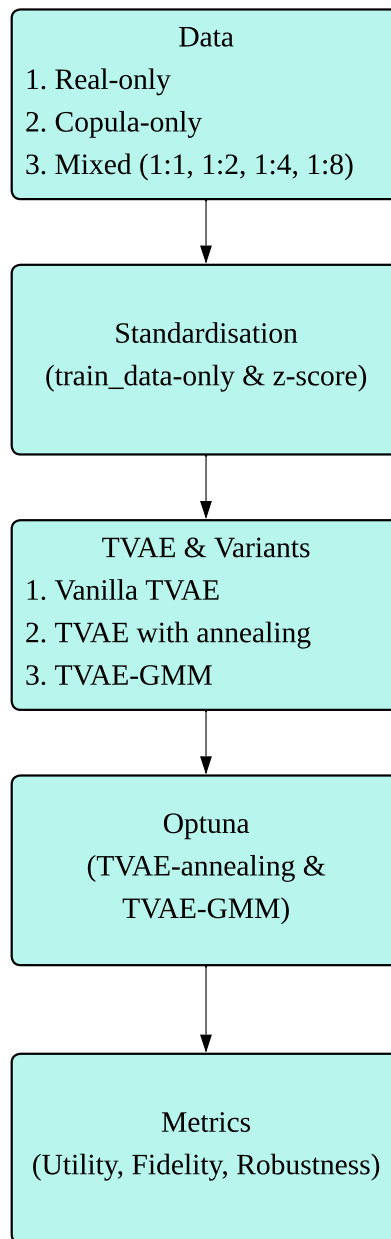 Data
1. Real-only
2. Copula-only
3. Mixed (1:1, 1:2, 1:4, 1:8)
Standardisation
(train_data-only & z-score)
TVAE & Variants
1. Vanilla TVAE
2. TVAE with annealing
3. TVAE-GMM
Optuna
(TVAE-annealing &
TVAE-GMM)
Metrics
(Utility, Fidelity, Robustness)